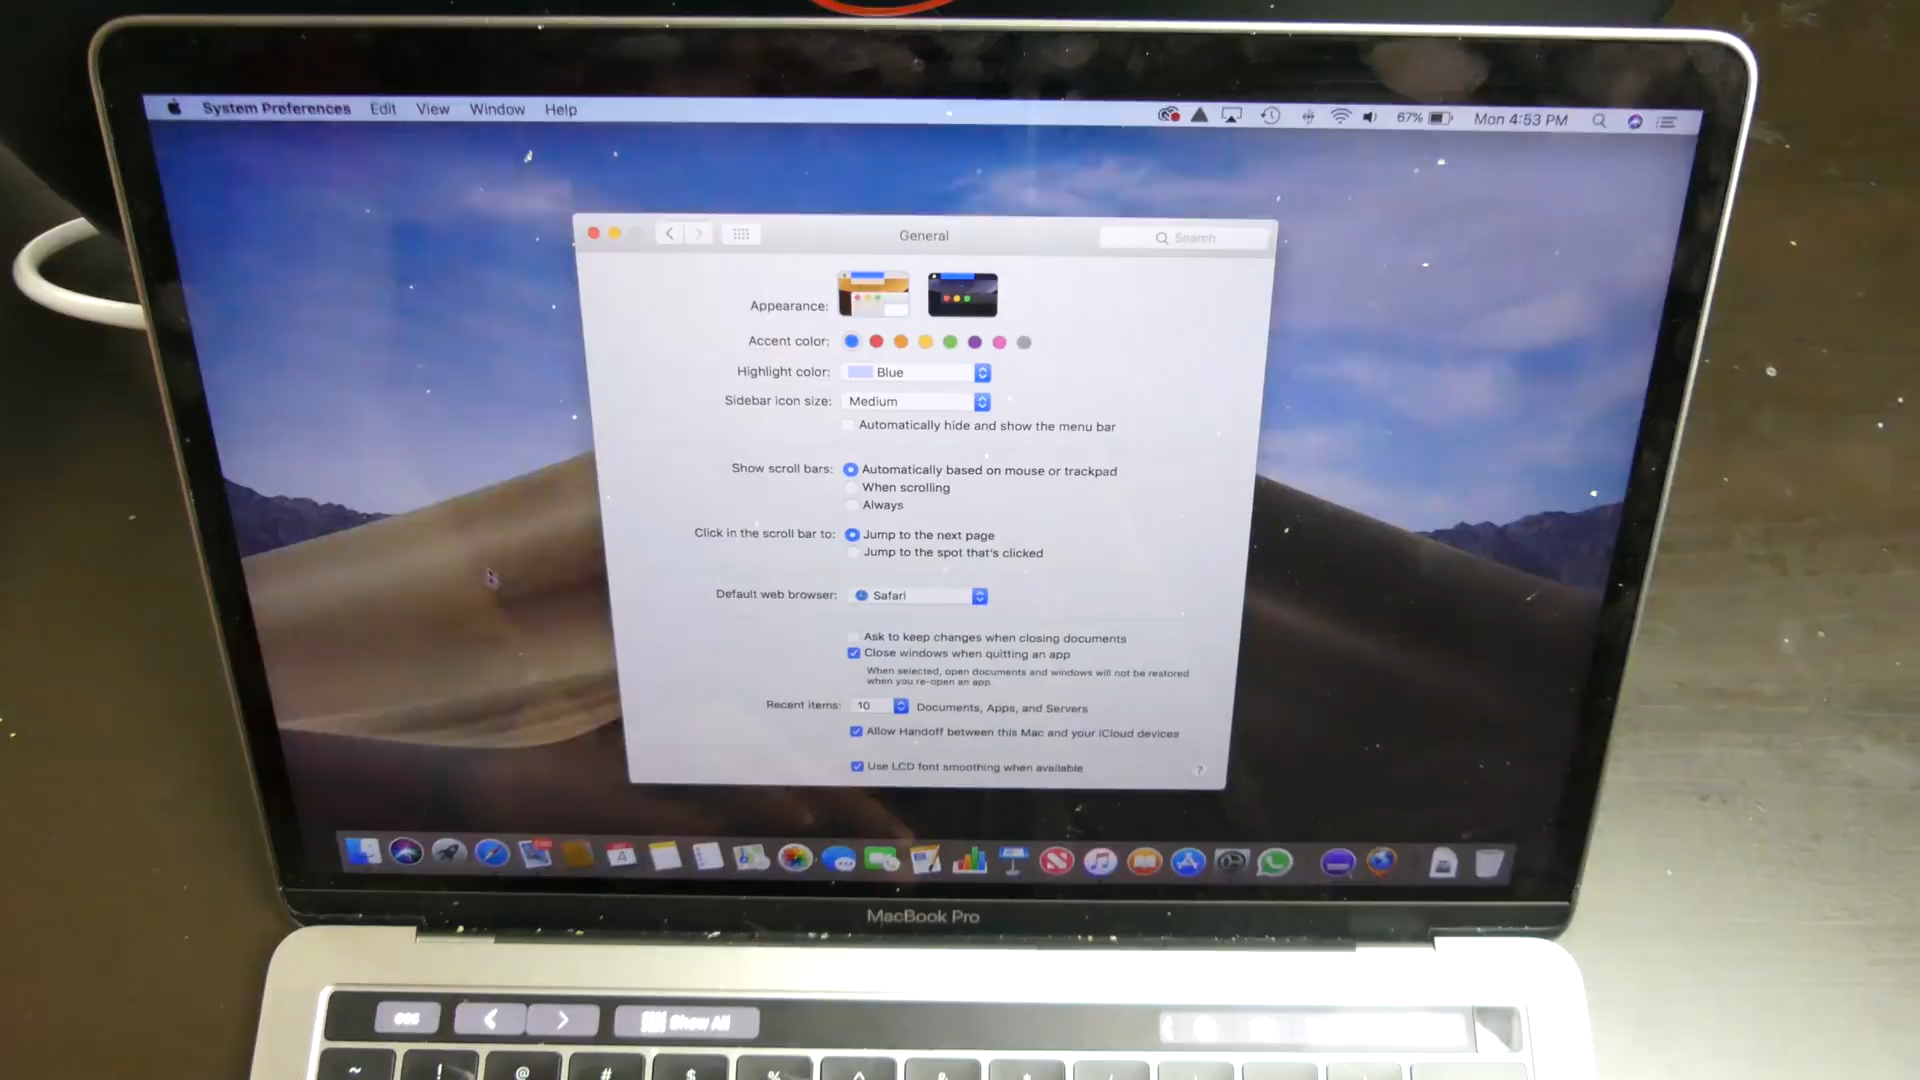 System Preferences Edit View Window Help
67% Mon 4:53 PM
General
Search
Appearance:
Accent color:
Highlight color: Blue
Sidebar icon size: Medium
Automatically hide and show the menu bar
Show scroll bars: Automatically based on mouse or trackpad
When scrolling
Always
Click in the scroll bar to: Jump to the next page
Jump to the spot that's clicked
Default web browser: Safari
Ask to keep changes when closing documents
Close windows when quitting an app
When selected, open documents and windows will not be restored
when you re-open an app.
Recent items: 10 Documents, Apps, and Servers
Allow Handoff between this Mac and your iCloud devices
Use LCD font smoothing when available ?
4
MacBook Pro
esc Show All
~ ! @ # $ % ^